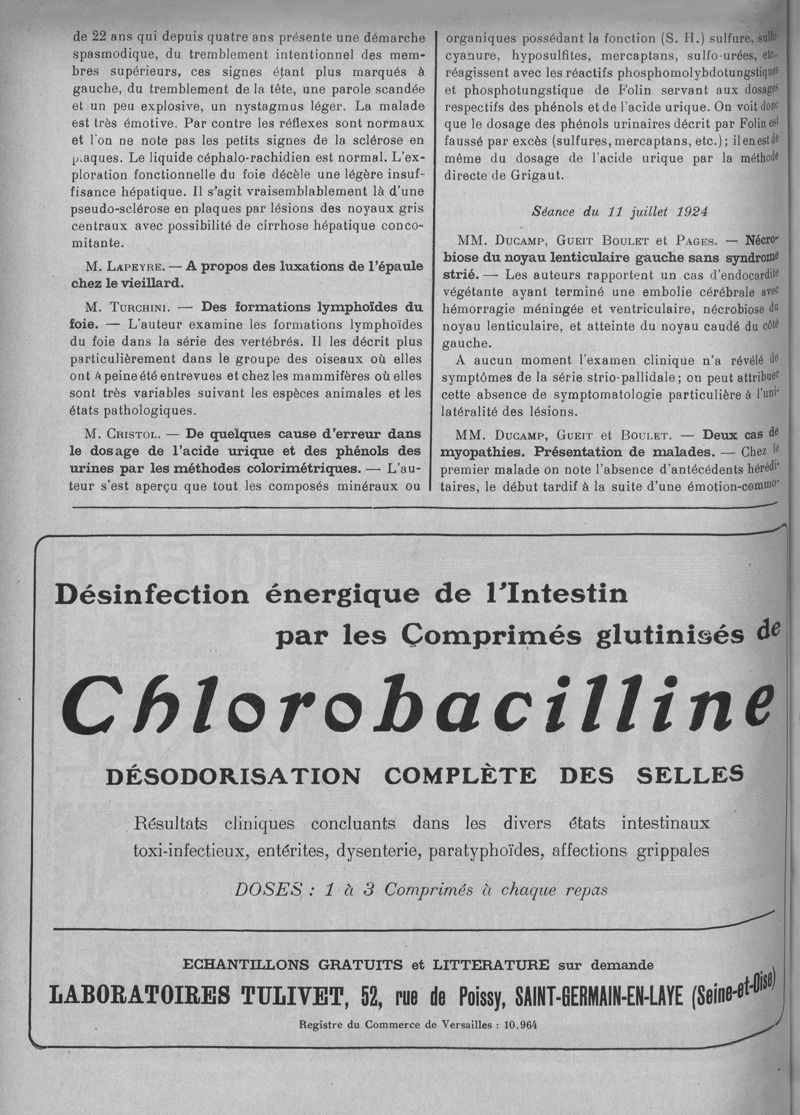 de 22 ans qui depuis quatre ans présente une démarche
spasmodique, du tremblement intentionnel des mem-
bres supérieurs, ces signes étant plus marqués à
gauche, du tremblement de la tête, une parole scandée
et un peu explosive, un nystagmus léger. La malade
est très émotive. Par contre les réflexes sont normaux
et l'on ne note pas les petits signes de la sclérose en
plaques. Le liquide céphalo-rachidien est normal. L'ex-
ploration fonctionnelle du foie décèle une légère insuf-
fisance hépatique. Il s'agit vraisemblablement là d'une
pseudo-sclérose en plaques par lésions des noyaux gris
centraux avec possibilité de cirrhose hépatique conco-
mitante.
M. LAPEYRE. — A propos des luxations de l'épaule
chez le vieillard.
M. TURCHINI. — Des formations lymphoïdes du
foie. — L'auteur examine les formations lymphoïdes
du foie dans la série des vertébrés. Il les décrit plus
particulièrement dans le groupe des oiseaux où elles
ont à peine été entrevues et chez les mammifères où elles
sont très variables suivant les espèces animales et les
états pathologiques.
M. CRISTOL. — De quelques cause d'erreur dans
le dosage de l'acide urique et des phénols des
urines par les méthodes colorimétriques. — L'au-
teur s'est aperçu que tout les composés minéraux ou
organiques possédant la fonction (S. H.) sulfure, sulfo-
cyanure, hyposulfites, mercaptans, sulfo-urées, etc.,
réagissent avec les réactifs phosphomolybdotungstiques
et phosphotungstique de Folin servant aux dosages
respectifs des phénols et de l'acide urique. On voit donc
que le dosage des phénols urinaires décrit par Folin est
faussé par excès (sulfures, mercaptans, etc.) ; il en est de
même du dosage de l'acide urique par la méthode
directe de Grigaut.
Séance du 11 juillet 1924
MM. DUCAMP, GUEIT BOULET et PAGES. — Nécro-
biose du noyau lenticulaire gauche sans syndrome
strié. — Les auteurs rapportent un cas d'endocardite
végétante ayant terminé une embolie cérébrale avec
hémorragie méningée et ventriculaire, nécrobiose du
noyau lenticulaire, et atteinte du noyau caudé du côté
gauche.
A aucun moment l'examen clinique n'a révélé de
symptômes de la série strio-pallidale ; on peut attribuer
cette absence de symptomatologie particulière à l'uni-
latéralité des lésions.
MM. DUCAMP, GUEIT et BOULET. — Deux cas de
myopathies. Présentation de malades. — Chez le
premier malade on note l'absence d'antécédents hérédi-
taires, le début tardif à la suite d'une émotion-commo-
Désinfection énergique de l'Intestin
par les Comprimés glutinisés de
Chlorobacilline
DÉSODORISATION COMPLÈTE DES SELLES
Résultats cliniques concluants dans les divers états intestinaux
toxi-infectieux, entérites, dysenterie, paratyphoïdes, affections grippales
DOSES : 1 à 3 Comprimés à chaque repas
ECHANTILLONS GRATUITS et LITTERATURE sur demande
LABORATOIRES TULIVET, 52, rue de Poissy, SAINT-GERMAIN-EN-LAYE (Seine-et-Oise)
Registre du Commerce de Versailles : 10.964